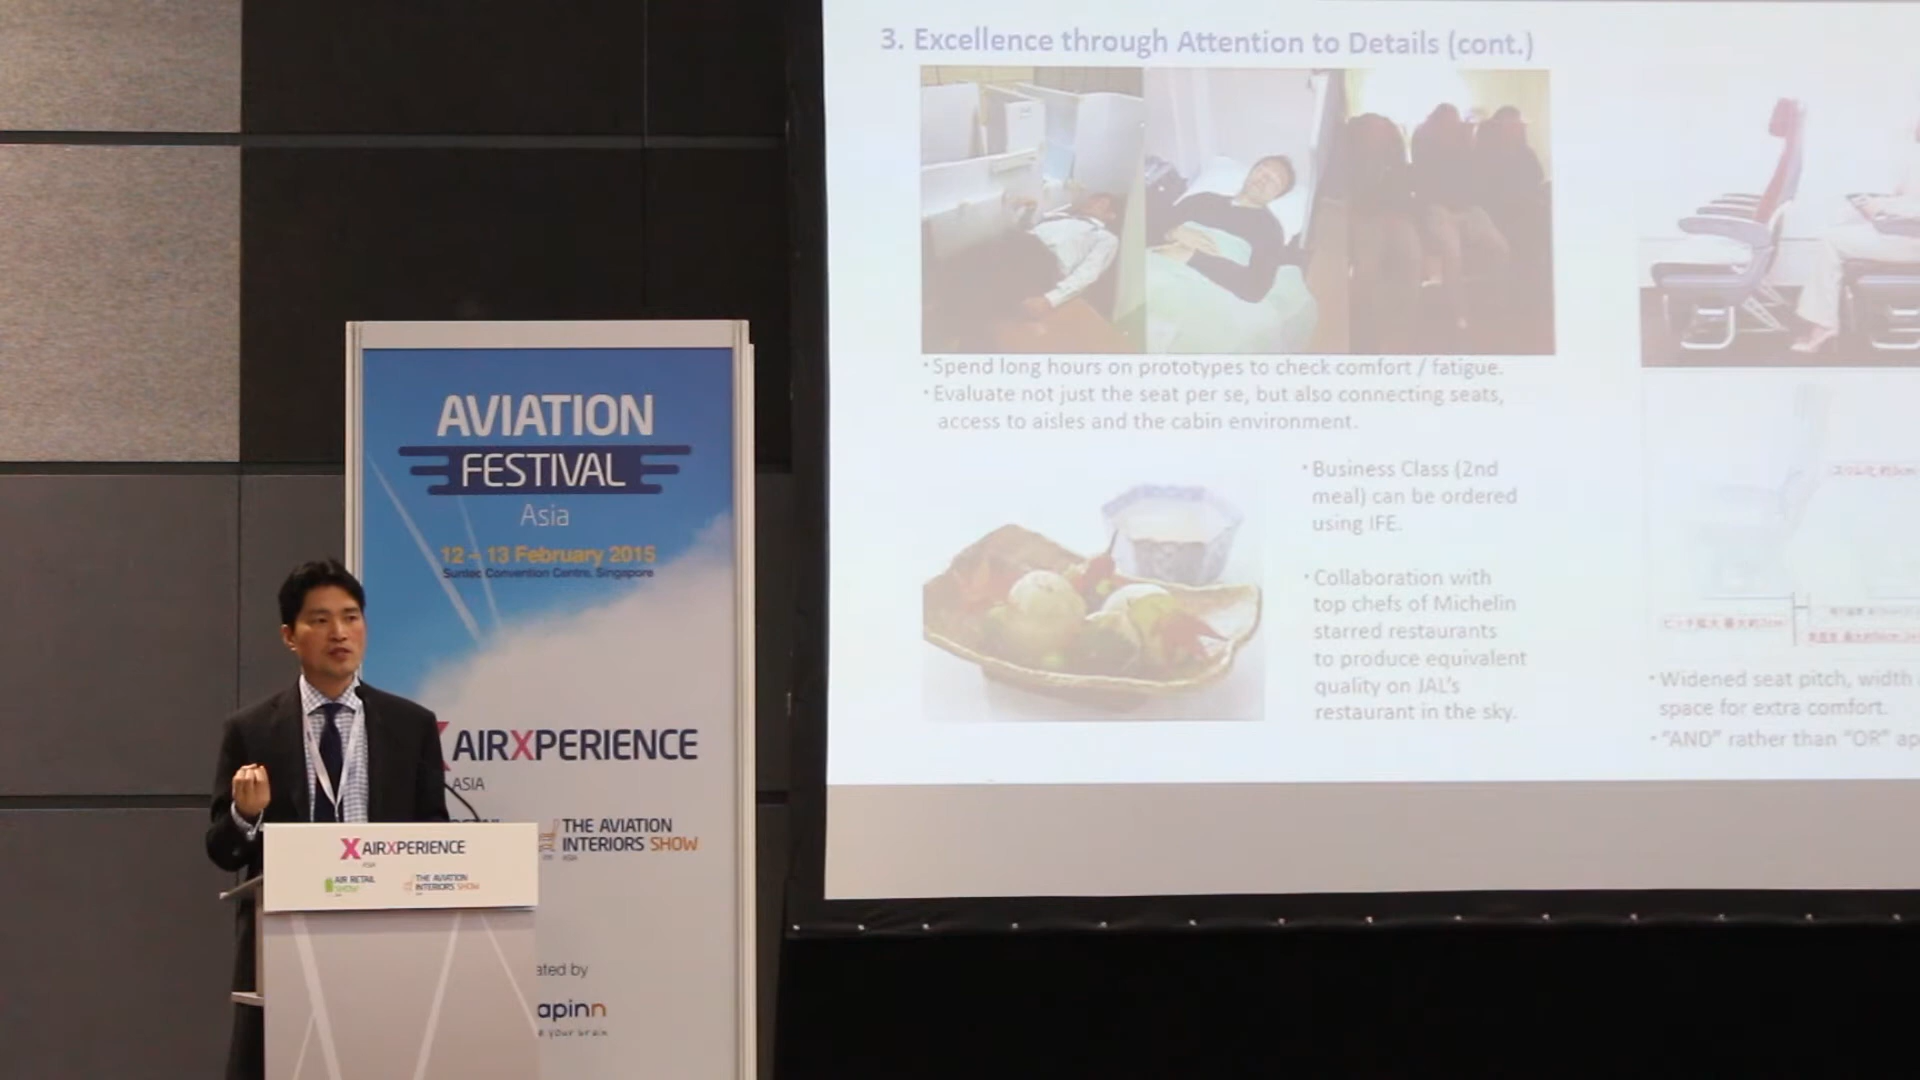 3. Excellence through Attention to Details (cont.)
・Spend long hours on prototypes to check comfort / fatigue.
・Evaluate not just the seat per se, but also connecting seats,
access to aisles and the cabin environment.
・Business Class (2nd
meal) can be ordered
using IFE.
・Collaboration with
top chefs of Michelin
starred restaurants
to produce equivalent
quality on JAL's
restaurant in the sky.
・Widened seat pitch, width
space for extra comfort.
・"AND" rather than "OR" ap
AVIATION
FESTIVAL
Asia
12 - 13 February 2015
Suntec Convention Centre, Singapore
AIRXPERIENCE
ASIA
THE AVIATION
INTERIORS SHOW
ASIA
ated by
apinn
your brain
X AIRXPERIENCE
ASIA
AIR RETAIL
SHOW
THE AVIATION
INTERIORS SHOW